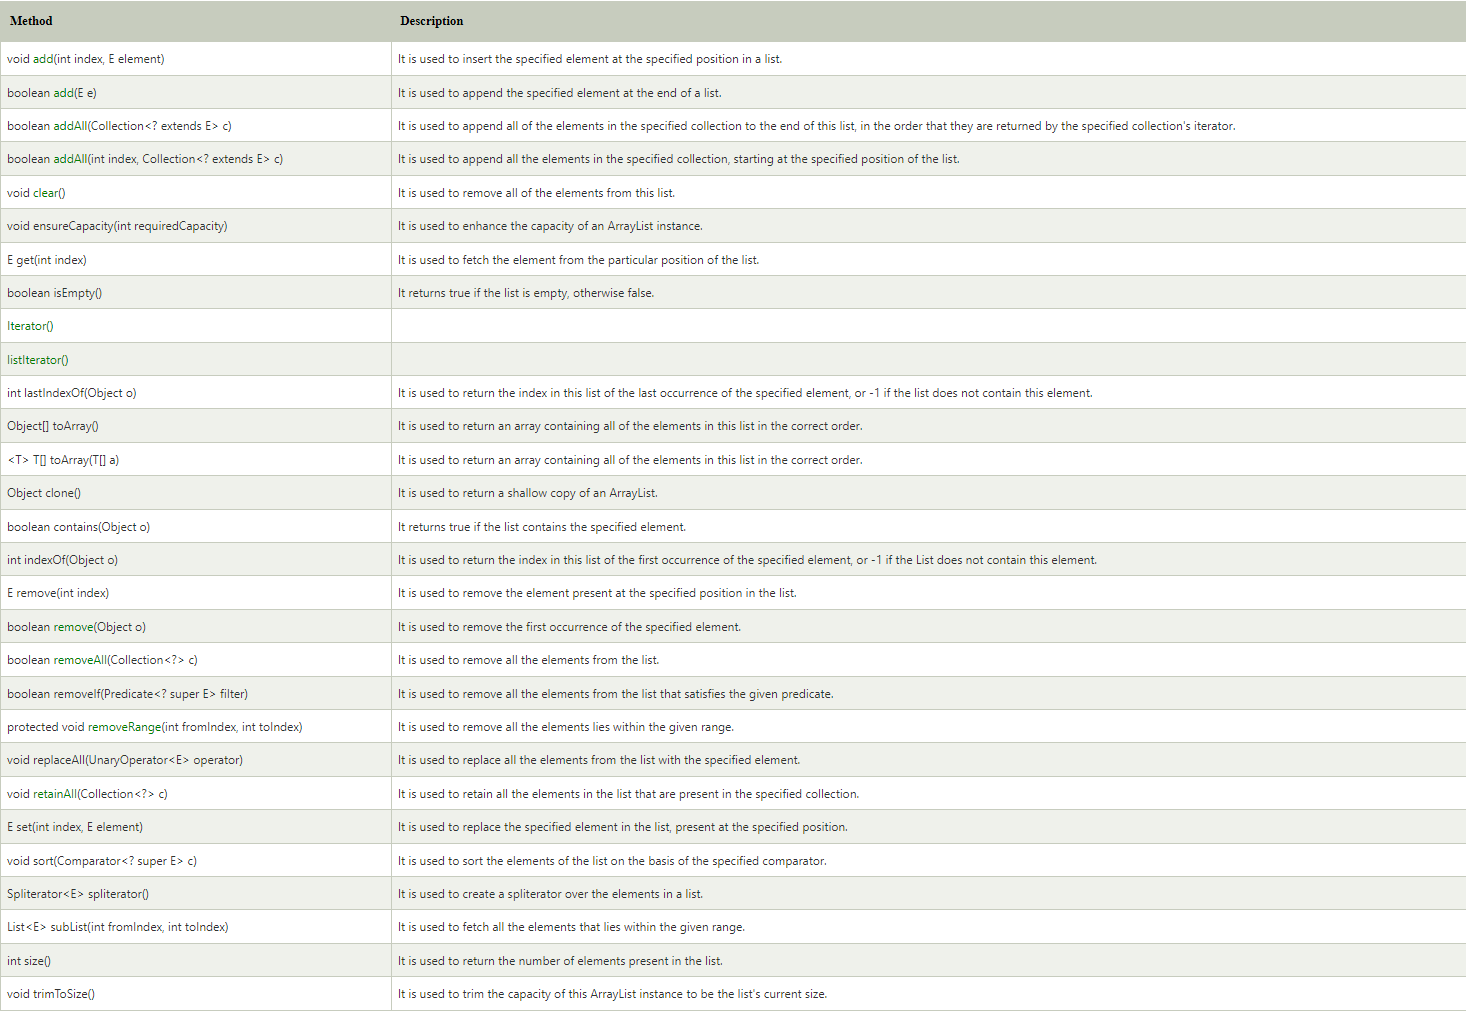 Method Description
void add(int index, E element) It is used to insert the specified element at the specified position in a list.
boolean add(E e) It is used to append the specified element at the end of a list.
boolean addAll(Collection<? extends E> c) It is used to append all of the elements in the specified collection to the end of this list, in the order that they are returned by the specified collection's iterator.
boolean addAll(int index, Collection<? extends E> c) It is used to append all the elements in the specified collection, starting at the specified position of the list.
void clear() It is used to remove all of the elements from this list.
void ensureCapacity(int requiredCapacity) It is used to enhance the capacity of an ArrayList instance.
E get(int index) It is used to fetch the element from the particular position of the list.
boolean isEmpty() It returns true if the list is empty, otherwise false.
Iterator()
listIterator()
int lastIndexOf(Object o) It is used to return the index in this list of the last occurrence of the specified element, or -1 if the list does not contain this element.
Object[] toArray() It is used to return an array containing all of the elements in this list in the correct order.
<T> T[] toArray(T[] a) It is used to return an array containing all of the elements in this list in the correct order.
Object clone() It is used to return a shallow copy of an ArrayList.
boolean contains(Object o) It returns true if the list contains the specified element.
int indexOf(Object o) It is used to return the index in this list of the first occurrence of the specified element, or -1 if the List does not contain this element.
E remove(int index) It is used to remove the element present at the specified position in the list.
boolean remove(Object o) It is used to remove the first occurrence of the specified element.
boolean removeAll(Collection<?> c) It is used to remove all the elements from the list.
boolean removeIf(Predicate<? super E> filter) It is used to remove all the elements from the list that satisfies the given predicate.
protected void removeRange(int fromIndex, int toIndex) It is used to remove all the elements lies within the given range.
void replaceAll(UnaryOperator<E> operator) It is used to replace all the elements from the list with the specified element.
void retainAll(Collection<?> c) It is used to retain all the elements in the list that are present in the specified collection.
E set(int index, E element) It is used to replace the specified element in the list, present at the specified position.
void sort(Comparator<? super E> c) It is used to sort the elements of the list on the basis of the specified comparator.
Spliterator<E> spliterator() It is used to create a spliterator over the elements in a list.
List<E> subList(int fromIndex, int toIndex) It is used to fetch all the elements that lies within the given range.
int size() It is used to return the number of elements present in the list.
void trimToSize() It is used to trim the capacity of this ArrayList instance to be the list's current size.